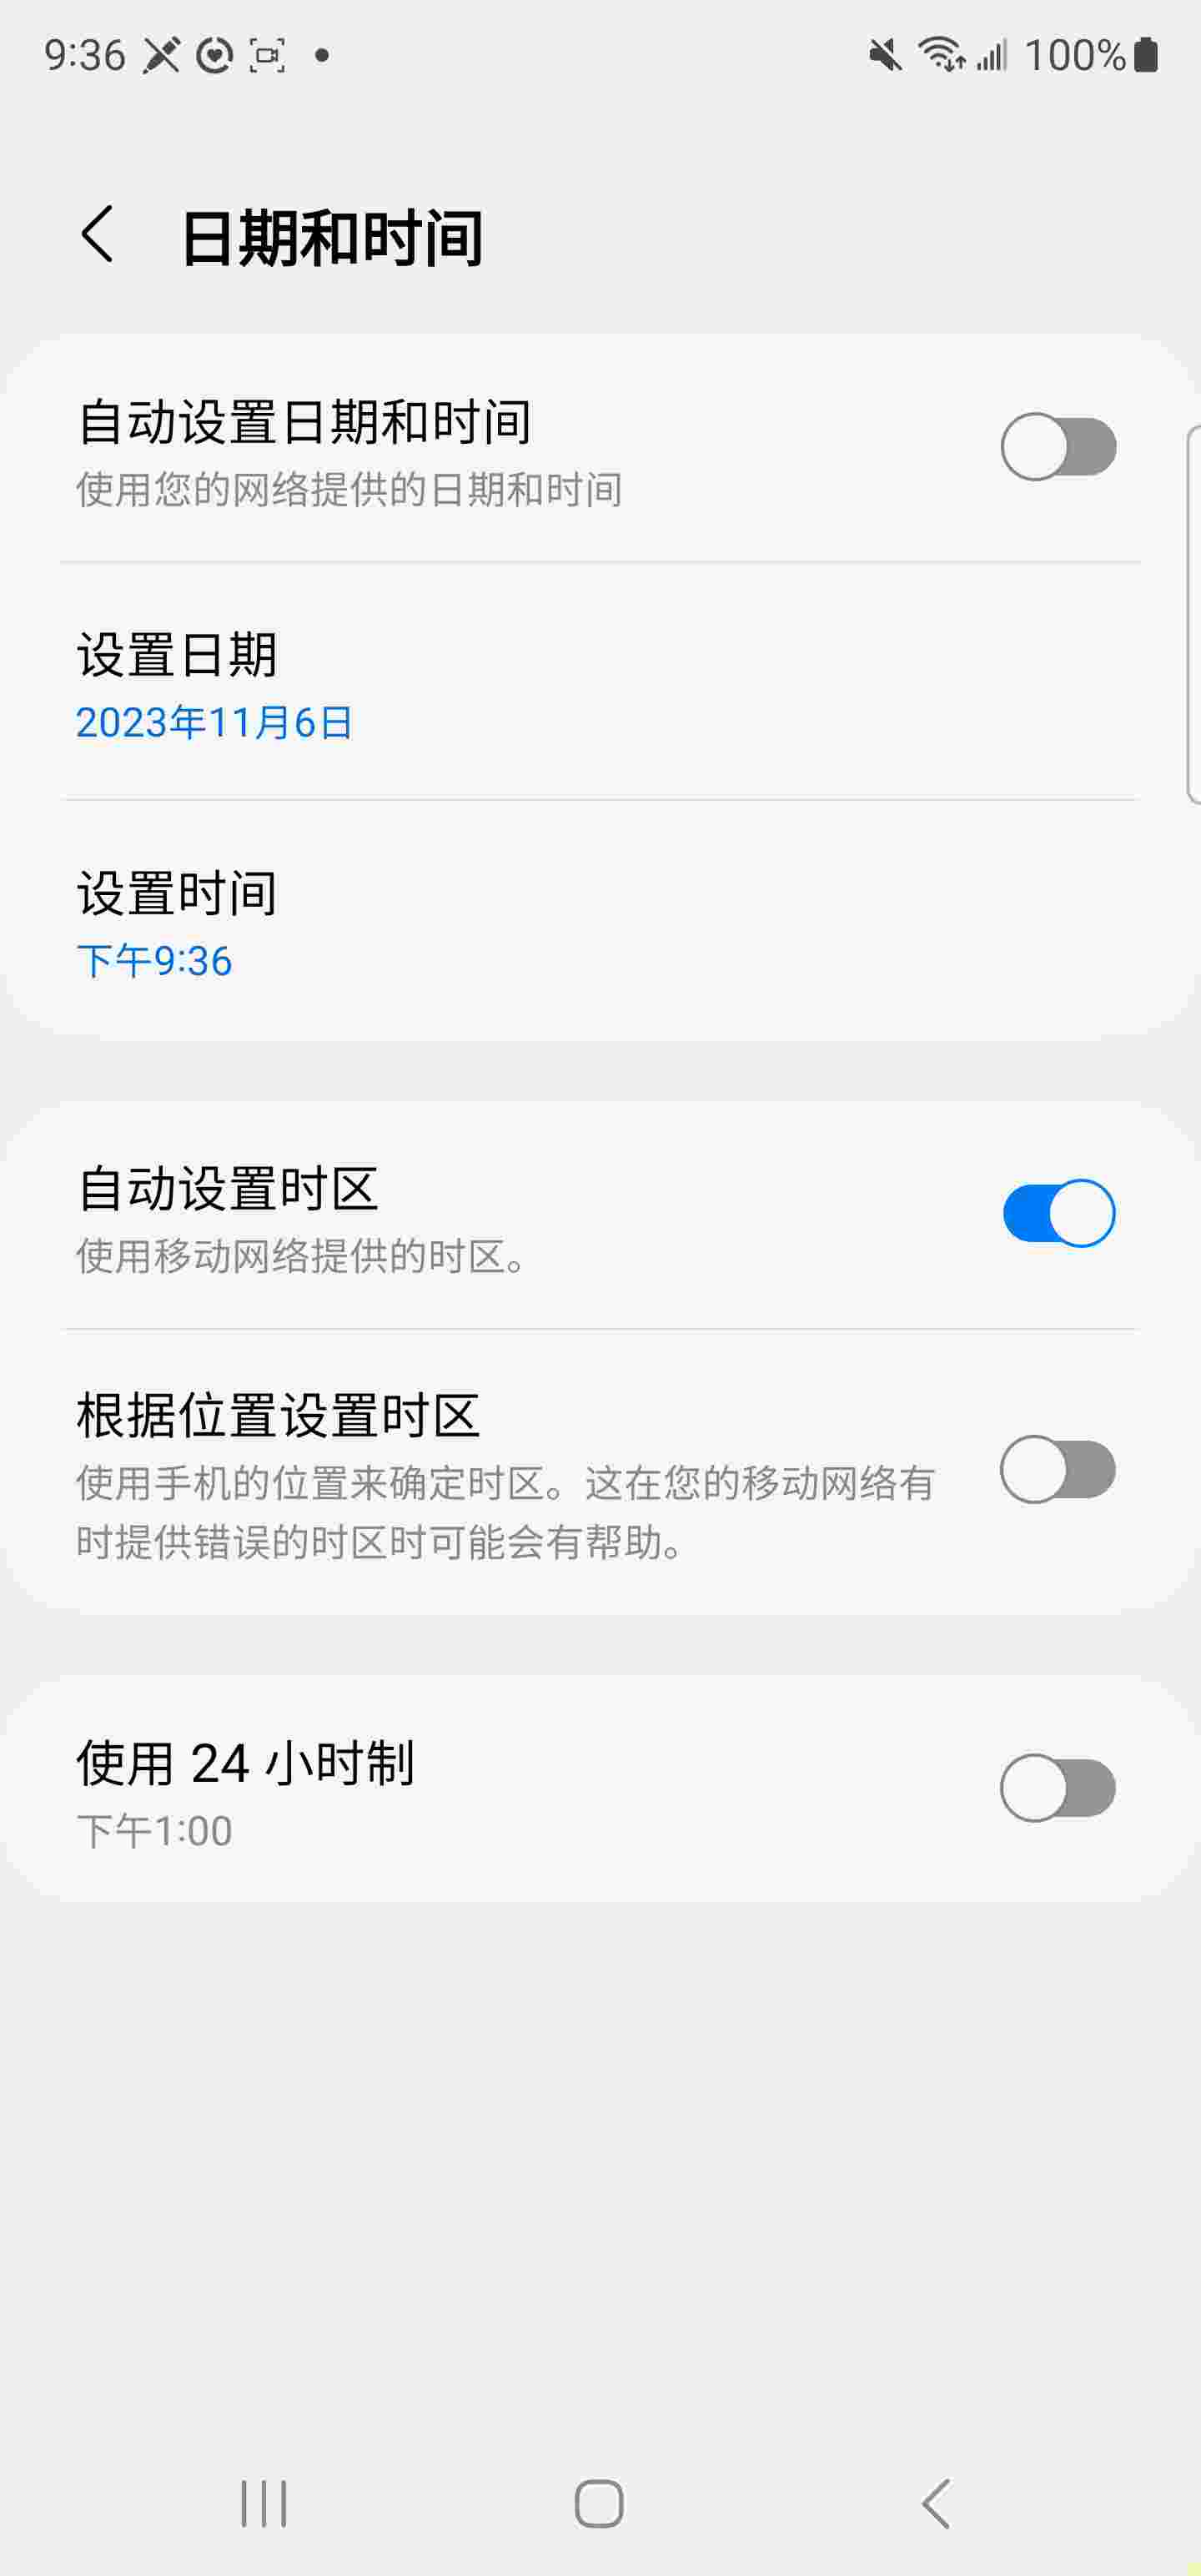 9:36
100%
日期和时间
自动设置日期和时间
使用您的网络提供的日期和时间
设置日期
2023年11月6日
设置时间
下午9:36
自动设置时区
使用移动网络提供的时区。
根据位置设置时区
使用手机的位置来确定时区。这在您的移动网络有
时提供错误的时区时可能会有帮助。
使用 24 小时制
下午1:00